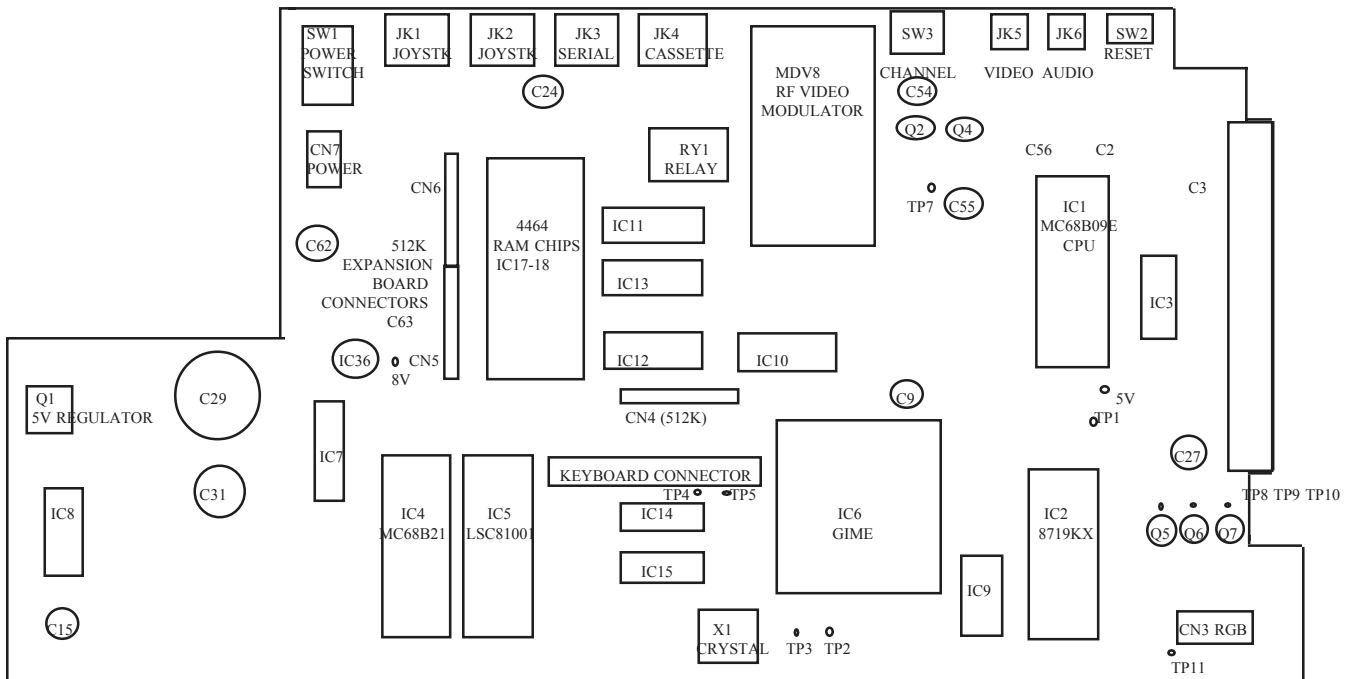 SW1
POWER
SWITCH
JK1
JOYSTK
JK2
JOYSTK
JK3
SERIAL
JK4
CASSETTE
MDV8
RF VIDEO
MODULATOR
SW3
CHANNEL
JK5
VIDEO
JK6
AUDIO
SW2
RESET
C24
C54
Q2
Q4
CN7
POWER
CN6
RY1
RELAY
C56
C2
C3
TP7
C55
IC1
MC68B09E
CPU
C62
512K
EXPANSION
BOARD
CONNECTORS
C63
4464
RAM CHIPS
IC17-18
IC11
IC13
IC3
IC36
8V
CN5
IC12
IC10
Q1
5V REGULATOR
C29
CN4 (512K)
C9
5V
TP1
IC7
KEYBOARD CONNECTOR
C27
C31
TP4
TP5
TP8 TP9 TP10
IC8
IC4
MC68B21
IC5
LSC81001
IC14
IC6
GIME
IC2
8719KX
Q5
Q6
Q7
IC15
IC9
C15
X1
CRYSTAL
TP3
TP2
CN3 RGB
TP11